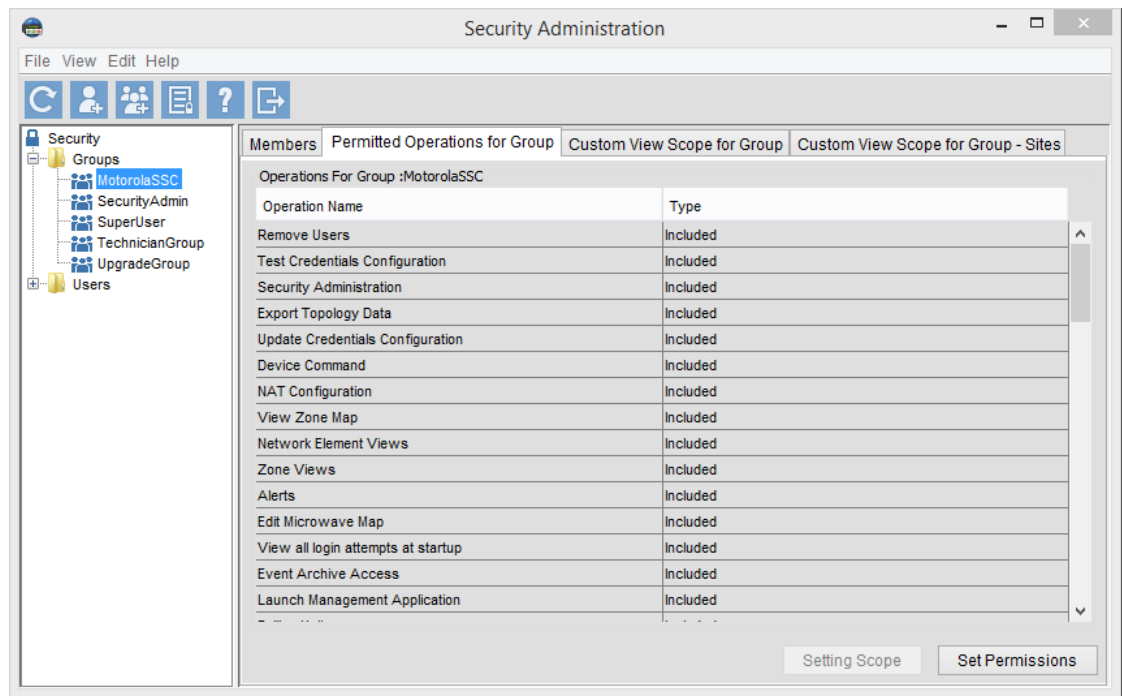 Security Administration
File View Edit Help
Security
Groups
MotorolaSSC
SecurityAdmin
SuperUser
TechnicianGroup
UpgradeGroup
Users
Members Permitted Operations for Group Custom View Scope for Group Custom View Scope for Group - Sites
Operations For Group :MotorolaSSC
Operation Name Type
Remove Users Included
Test Credentials Configuration Included
Security Administration Included
Export Topology Data Included
Update Credentials Configuration Included
Device Command Included
NAT Configuration Included
View Zone Map Included
Network Element Views Included
Zone Views Included
Alerts Included
Edit Microwave Map Included
View all login attempts at startup Included
Event Archive Access Included
Launch Management Application Included
Setting Scope Set Permissions